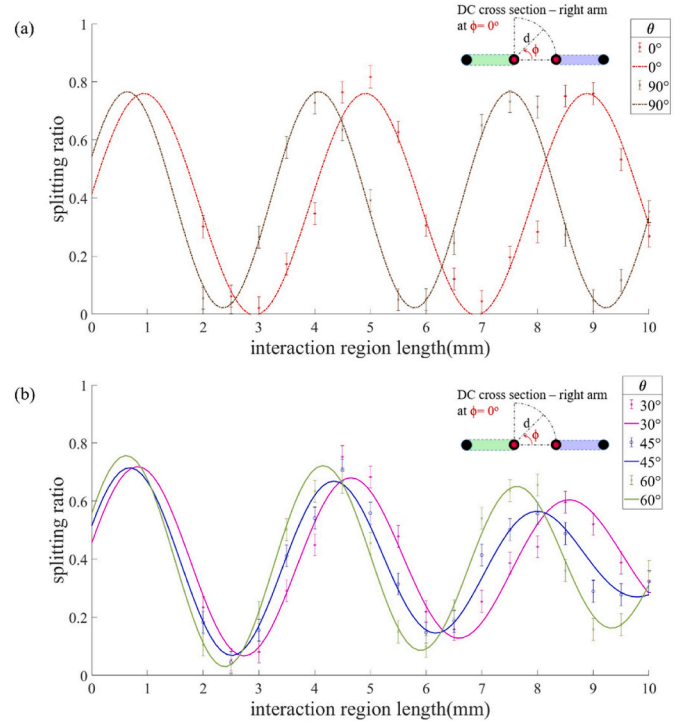 (a)
DC cross section – right arm
at ϕ= 0°
d
ϕ
θ
0°
0°
90°
90°
1
0.8
0.6
0.4
0.2
0
splitting ratio
0 1 2 3 4 5 6 7 8 9 10
interaction region length(mm)
(b)
DC cross section – right arm
at ϕ= 0°
d
ϕ
θ
30°
30°
45°
45°
60°
60°
1
0.8
0.6
0.4
0.2
0
splitting ratio
0 1 2 3 4 5 6 7 8 9 10
interaction region length(mm)